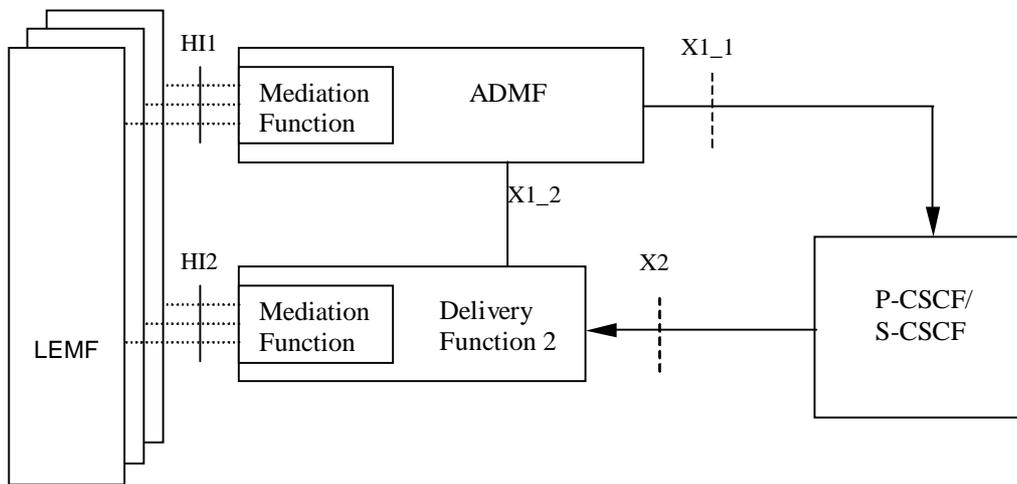 HI1
X1_1
Mediation
Function
ADMF
X1_2
HI2
X2
Mediation
Function
Delivery
Function 2
P-CSCF/
S-CSCF
LEMF